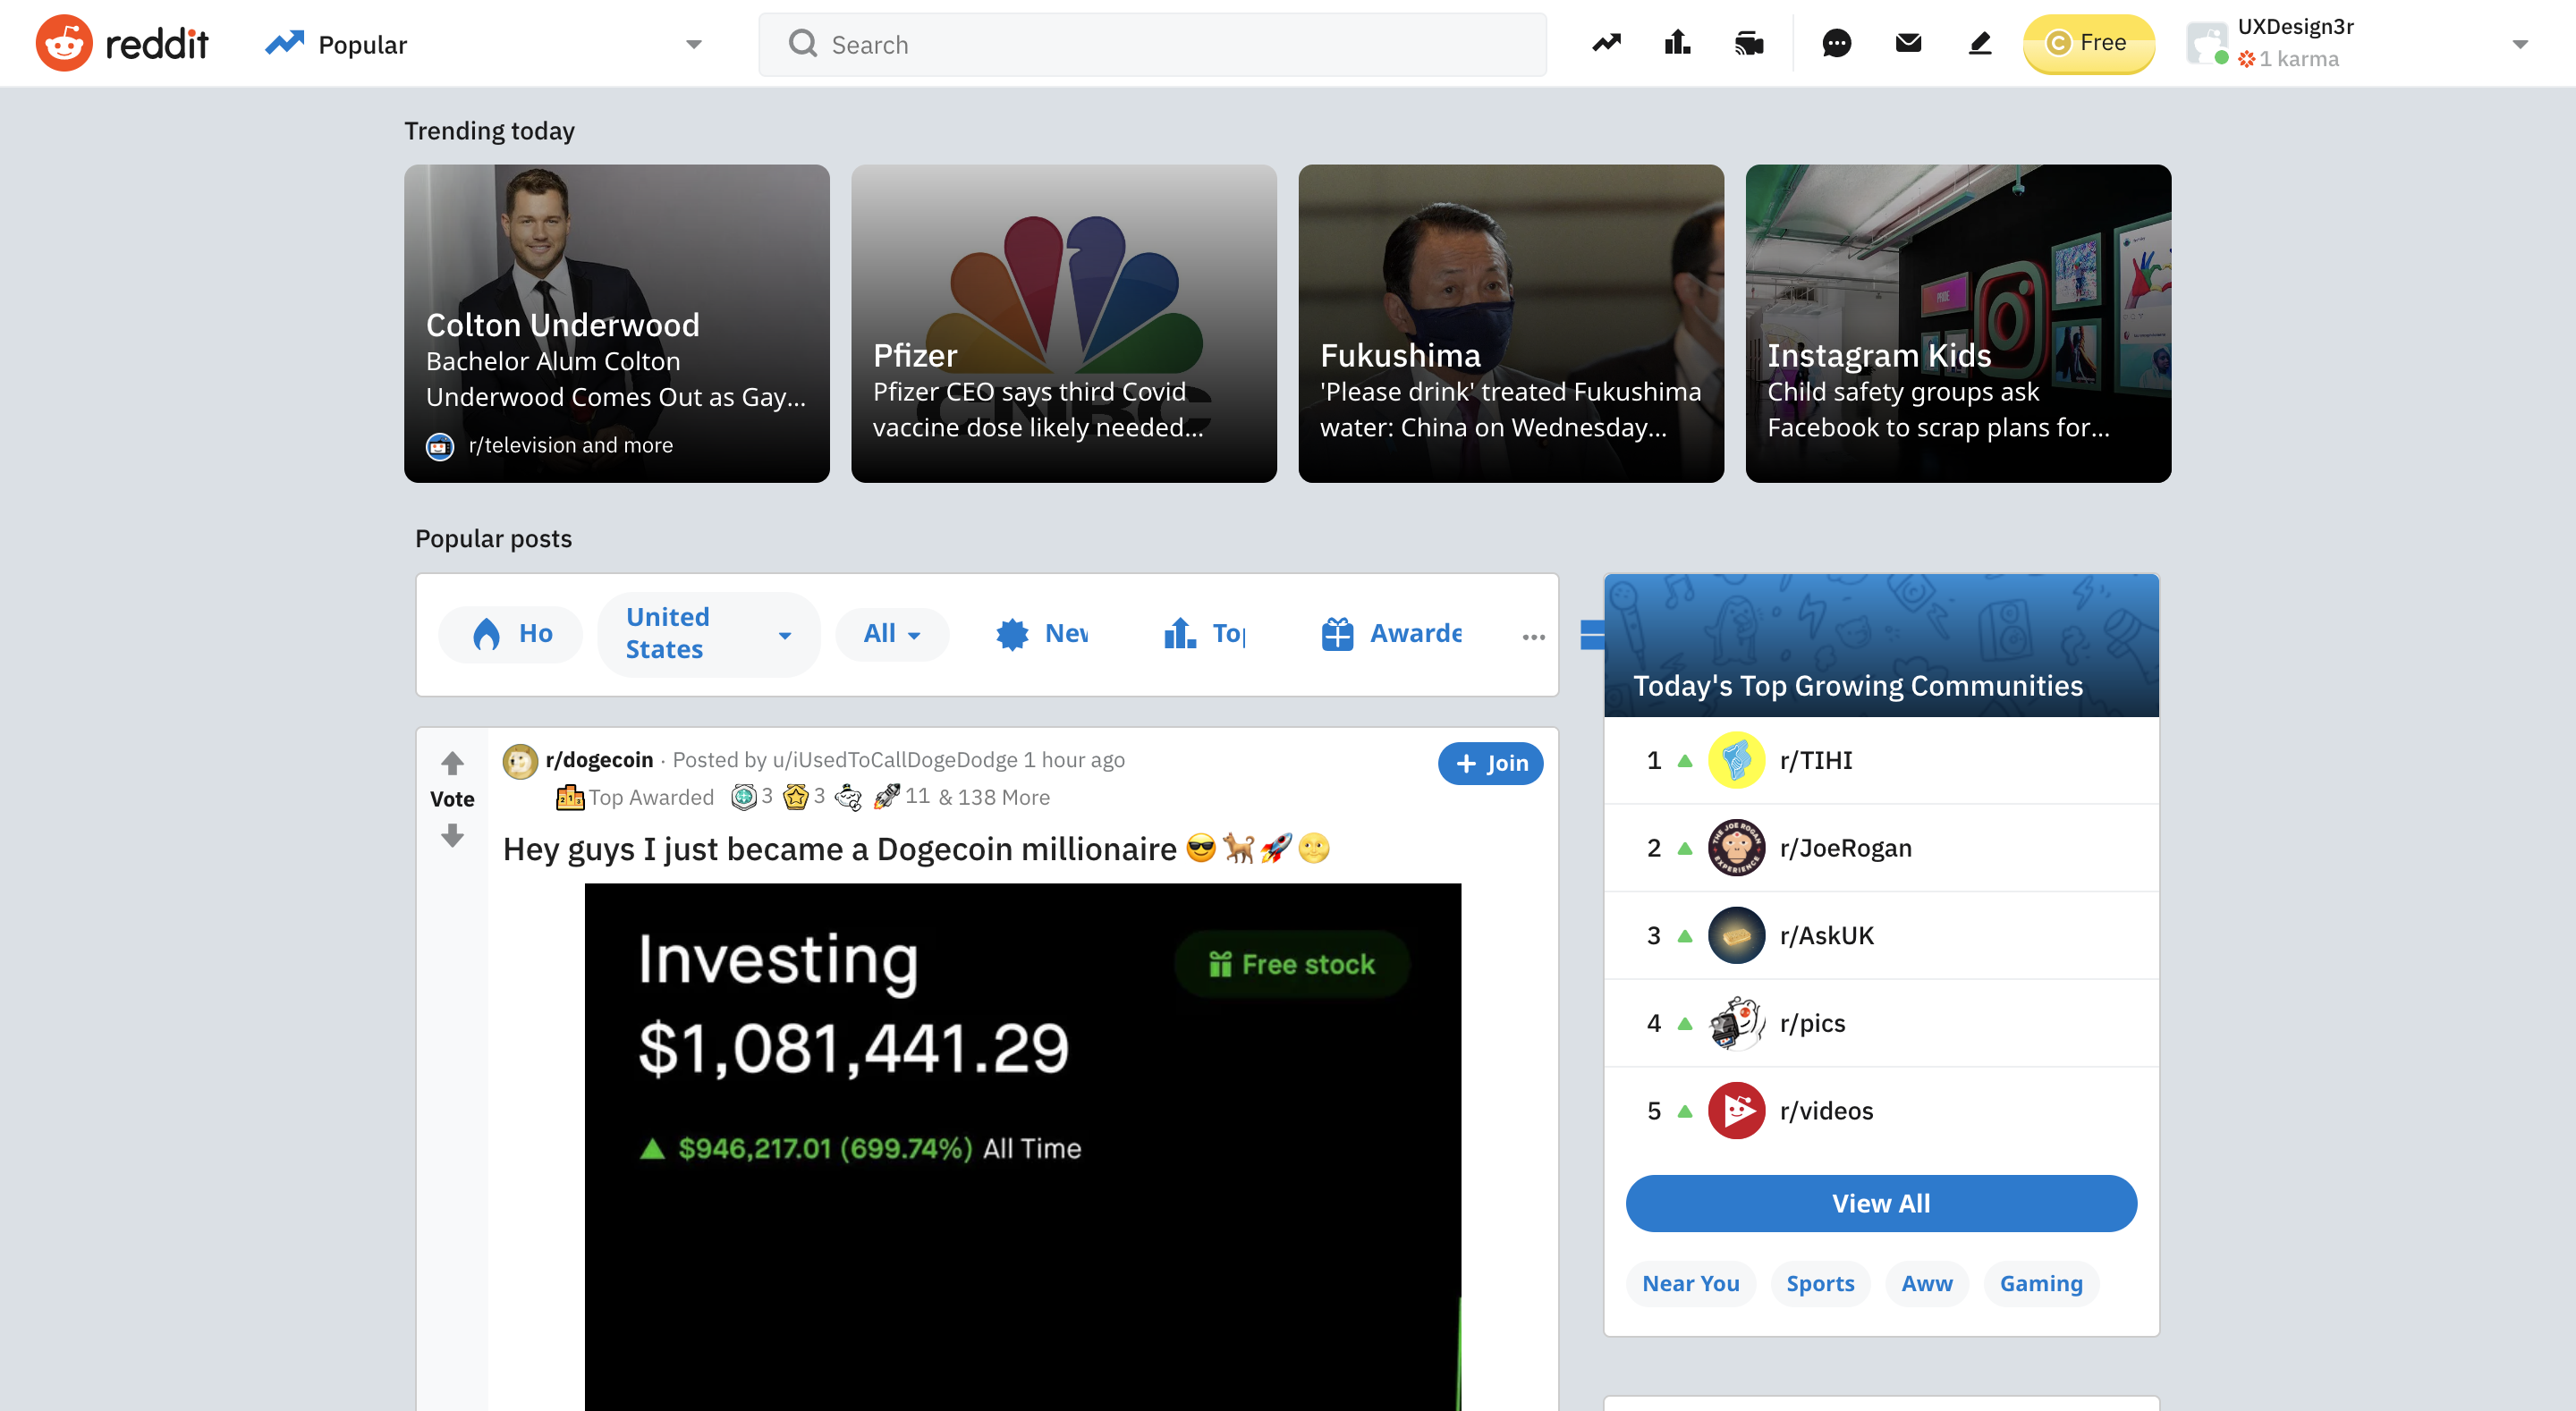 reddit
Popular
Search
Free
UXDesign3r
1 karma
Trending today
Colton Underwood
Bachelor Alum Colton
Underwood Comes Out as Gay...
r/television and more
Pfizer
Pfizer CEO says third Covid
vaccine dose likely needed...
CNBC
Fukushima
'Please drink' treated Fukushima
water: China on Wednesday...
Instagram Kids
Child safety groups ask
Facebook to scrap plans for...
Popular posts
Ho
United
States
All
Nev
To
Awarde
Today's Top Growing Communities
r/dogecoin · Posted by u/iUsedToCallDogeDodge 1 hour ago
Join
Vote
Top Awarded 3 3 11 & 138 More
Hey guys I just became a Dogecoin millionaire 😎🐕🚀🌝
Investing
Free stock
$1,081,441.29
$946,217.01 (699.74%) All Time
1 r/TIHI
2 r/JoeRogan
3 r/AskUK
4 r/pics
5 r/videos
View All
Near You
Sports
Aww
Gaming